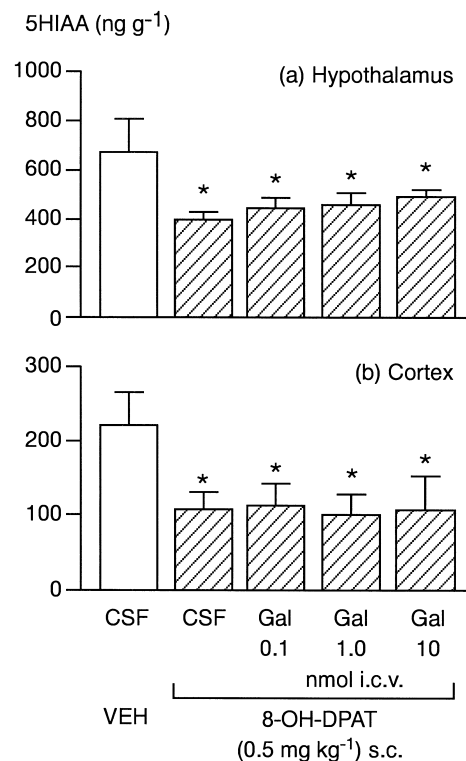 5HIAA (ng g⁻¹)
(a) Hypothalamus
1000
800
600
400
200
0
* * * *
(b) Cortex
300
200
100
0
* * * *
CSF CSF Gal Gal Gal
0.1 1.0 10
nmol i.c.v.
VEH 8-OH-DPAT
(0.5 mg kg⁻¹) s.c.